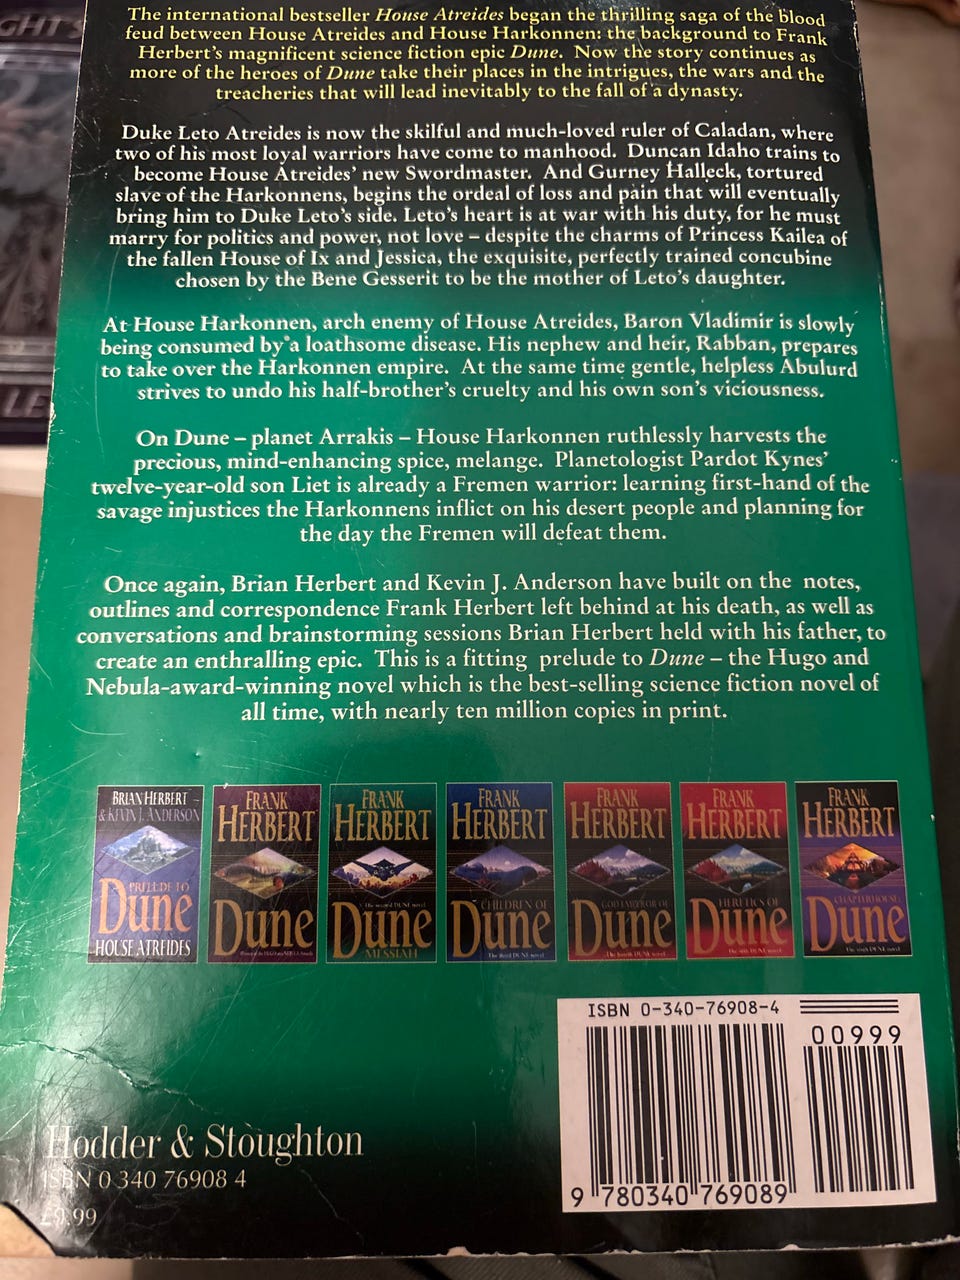 The international bestseller House Atreides began the thrilling saga of the blood
feud between House Atreides and House Harkonnen: the background to Frank
Herbert's magnificent science fiction epic Dune. Now the story continues as
more of the heroes of Dune take their places in the intrigues, the wars and the
treacheries that will lead inevitably to the fall of a dynasty.
Duke Leto Atreides is now the skilful and much-loved ruler of Caladan, where
two of his most loyal warriors have come to manhood. Duncan Idaho trains to
become House Atreides' new Swordmaster. And Gurney Halleck, tortured
slave of the Harkonnens, begins the ordeal of loss and pain that will eventually
bring him to Duke Leto's side. Leto's heart is at war with his duty, for he must
marry for politics and power, not love – despite the charms of Princess Kailea of
the fallen House of Ix and Jessica, the exquisite, perfectly trained concubine
chosen by the Bene Gesserit to be the mother of Leto's daughter.
At House Harkonnen, arch enemy of House Atreides, Baron Vladimir is slowly
being consumed by a loathsome disease. His nephew and heir, Rabban, prepares
to take over the Harkonnen empire. At the same time gentle, helpless Abulurd
strives to undo his half-brother's cruelty and his own son's viciousness.
On Dune – planet Arrakis – House Harkonnen ruthlessly harvests the
precious, mind-enhancing spice, melange. Planetologist Pardot Kynes'
twelve-year-old son Liet is already a Fremen warrior: learning first-hand of the
savage injustices the Harkonnens inflict on his desert people and planning for
the day the Fremen will defeat them.
Once again, Brian Herbert and Kevin J. Anderson have built on the notes,
outlines and correspondence Frank Herbert left behind at his death, as well as
conversations and brainstorming sessions Brian Herbert held with his father, to
create an enthralling epic. This is a fitting prelude to Dune – the Hugo and
Nebula-award-winning novel which is the best-selling science fiction novel of
all time, with nearly ten million copies in print.
BRIAN HERBERT
& KEVIN J. ANDERSON
PRELUDE TO
Dune
HOUSE ATREIDES
FRANK
HERBERT
Dune
FRANK
HERBERT
The second DUNE novel
Dune
MESSIAH
FRANK
HERBERT
CHILDREN OF
Dune
The third DUNE novel
FRANK
HERBERT
GOD EMPEROR OF
Dune
The fourth DUNE novel
FRANK
HERBERT
HERETICS OF
Dune
The fifth DUNE novel
FRANK
HERBERT
CHAPTERHOUSE
Dune
The sixth DUNE novel
ISBN 0-340-76908-4
00999
9 780340 769089
Hodder & Stoughton
ISBN 0 340 76908 4
£9.99